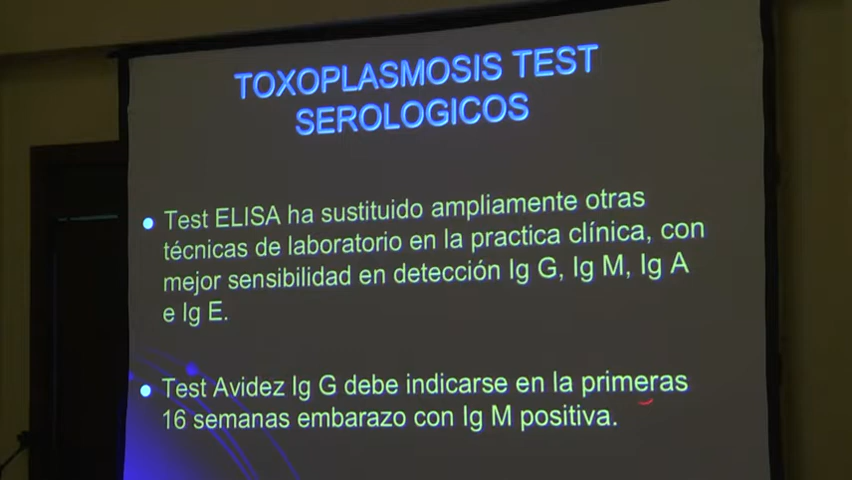 TOXOPLASMOSIS TEST
SEROLOGICOS
Test ELISA ha sustituido ampliamente otras
técnicas de laboratorio en la practica clínica, con
mejor sensibilidad en detección Ig G, Ig M, Ig A
e Ig E.
Test Avidez Ig G debe indicarse en la primeras
16 semanas embarazo con Ig M positiva.